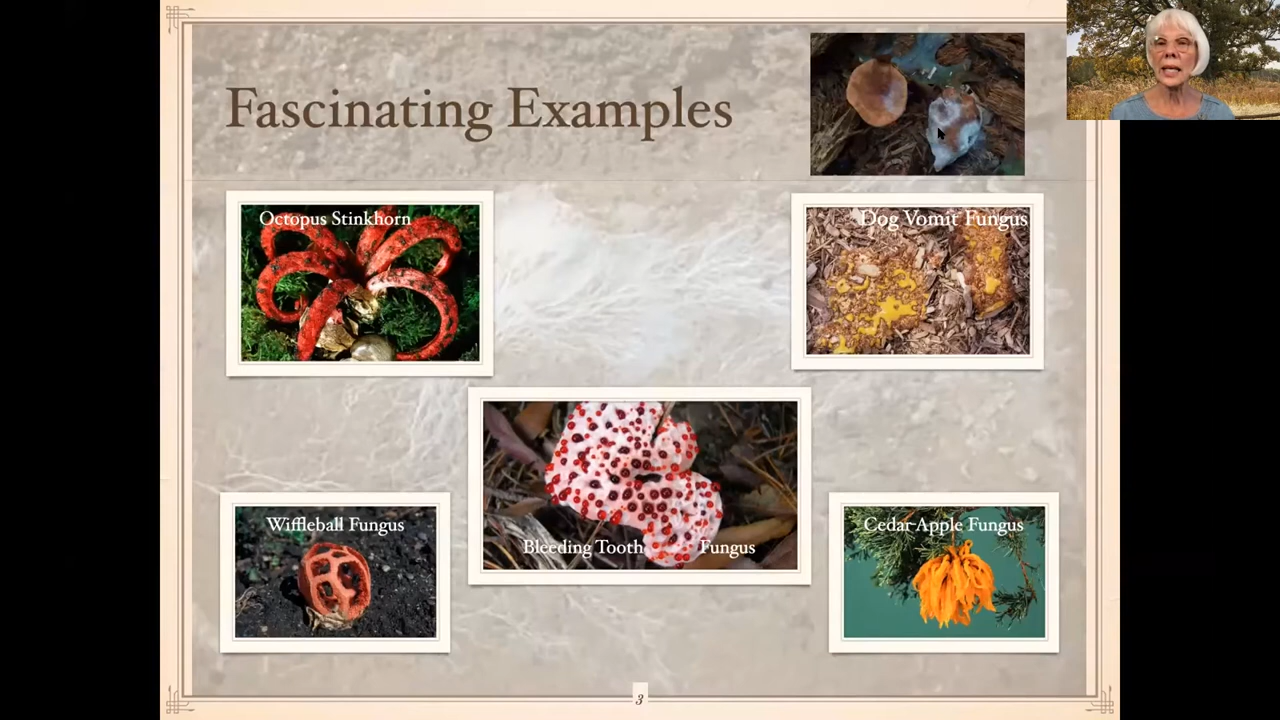 Fascinating Examples
Octopus Stinkhorn
Dog Vomit Fungus
Bleeding Tooth Fungus
Wiffleball Fungus
Cedar-Apple Fungus
3